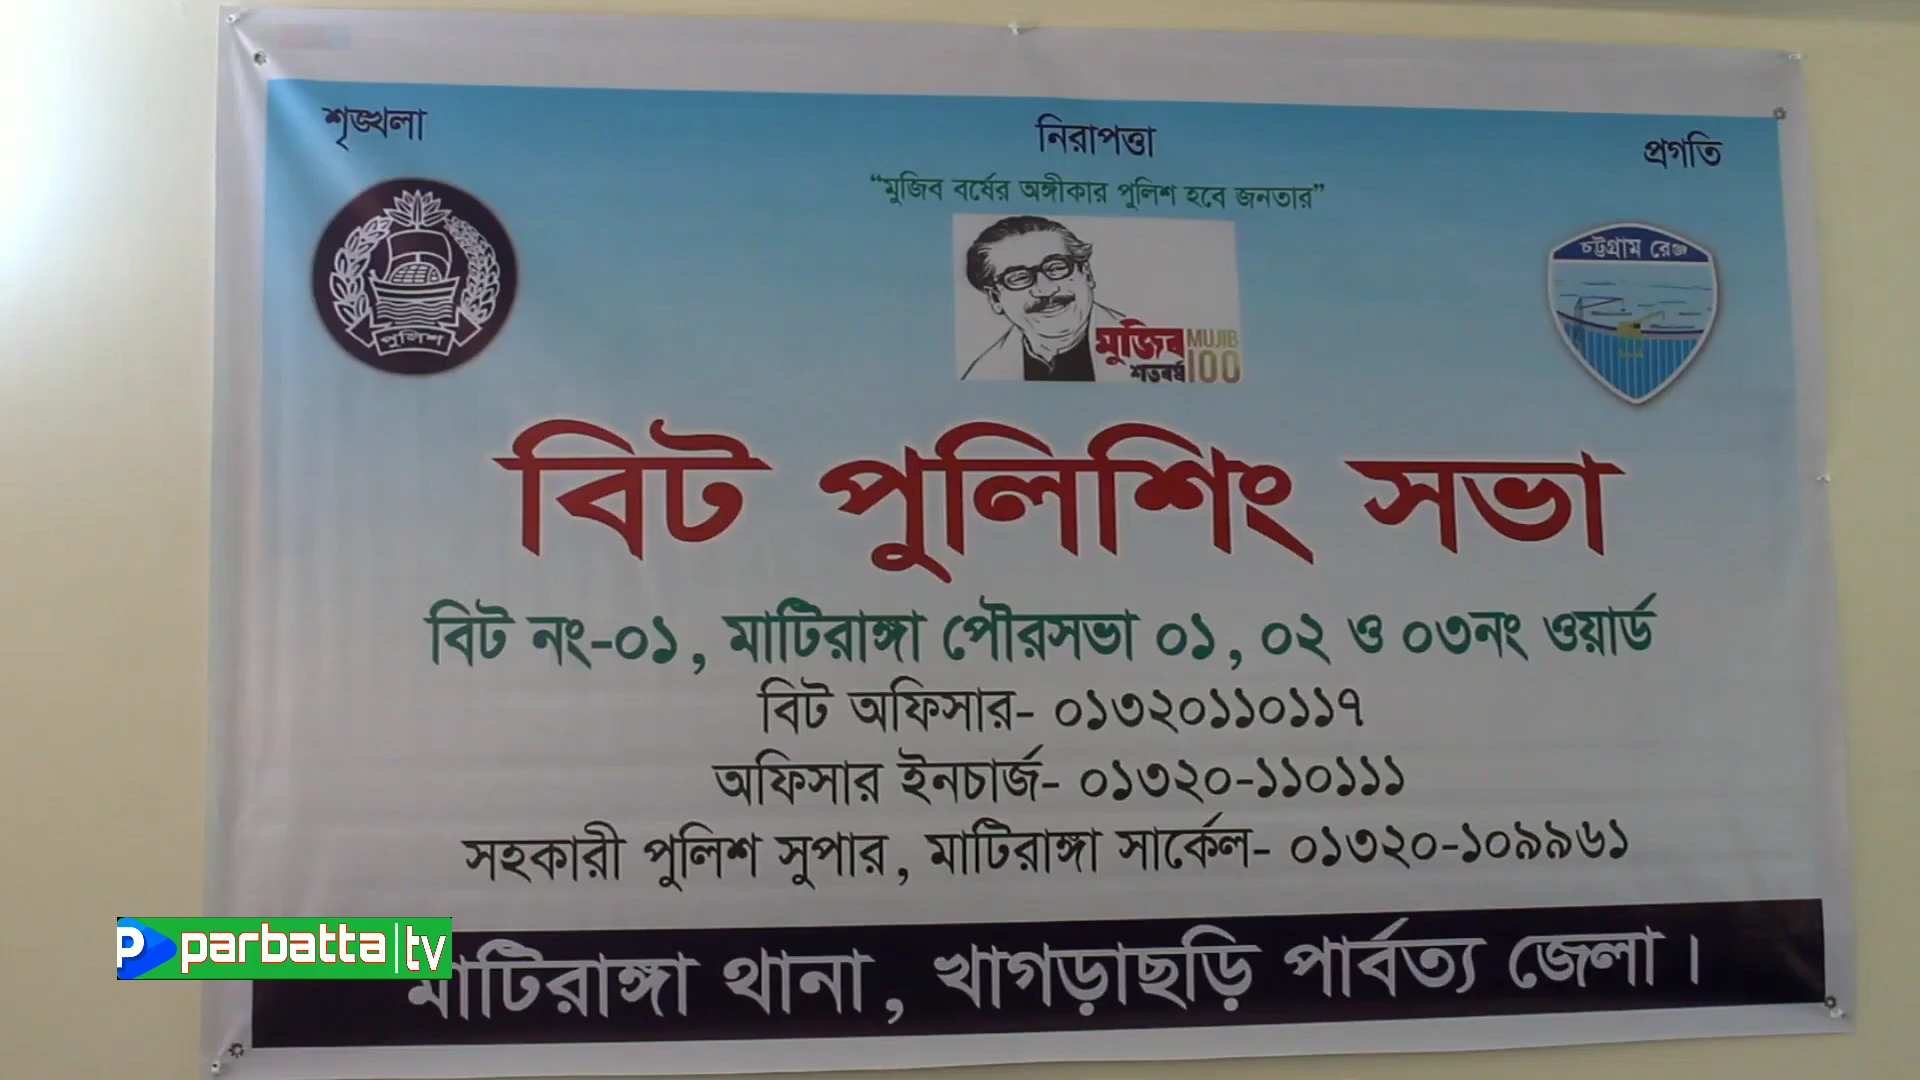 শৃঙ্খলা
নিরাপত্তা
প্রগতি
“মুজিব বর্ষের অঙ্গীকার পুলিশ হবে জনতার”
পুলিশ
মুজিব MUJIB
শতবর্ষ 100
চট্টগ্রাম রেঞ্জ
বিট পুলিশিং সভা
বিট নং-০১, মাটিরাঙ্গা পৌরসভা ০১, ০২ ও ০৩নং ওয়ার্ড
বিট অফিসার- ০১৩২০১১০১১৭
অফিসার ইনচার্জ- ০১৩২০-১১০১১১
সহকারী পুলিশ সুপার, মাটিরাঙ্গা সার্কেল- ০১৩২০-১০৯৯৬১
parbatta tv
মাটিরাঙ্গা থানা, খাগড়াছড়ি পার্বত্য জেলা।